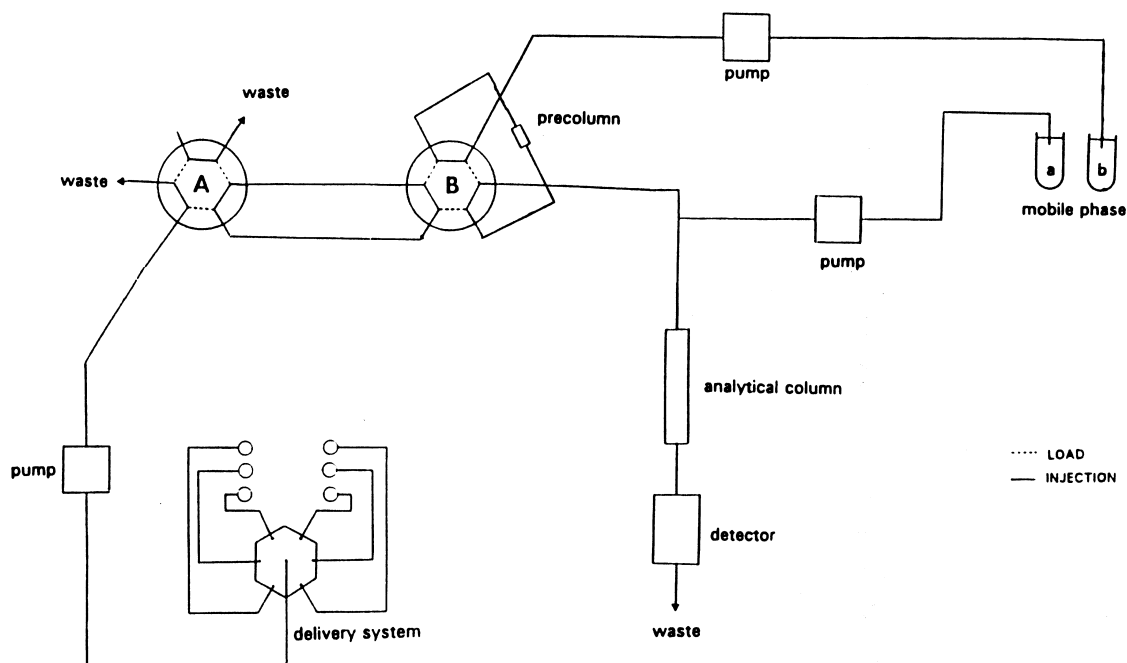 waste
pump
precolumn
waste
A
B
a
b
mobile phase
pump
analytical column
pump
LOAD
INJECTION
detector
delivery system
waste